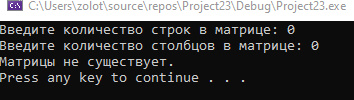 C:\Users\zolot\source\repos\Project23\Debug\Project23.exe
Введите количество строк в матрице: 0
Введите количество столбцов в матрице: 0
Матрицы не существует.
Press any key to continue . . .